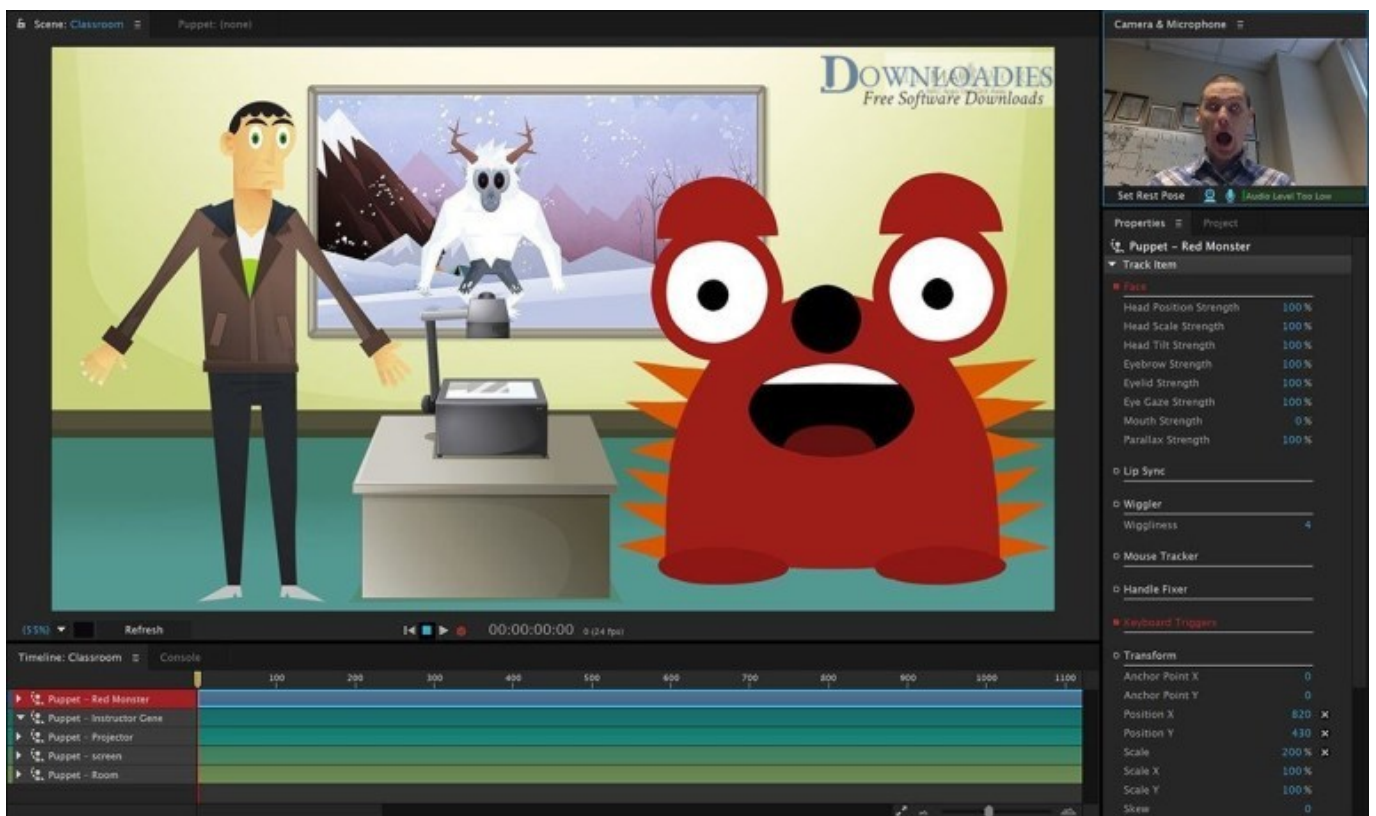 Scene: Classroom
Puppet: (none)
DOWNLOADIES
Free Software Downloads
(55%)
Refresh
00:00:00:00 0 (24 fps)
Timeline: Classroom
Console
100 200 300 400 500 600 700 800 900 1000 1100
Puppet - Red Monster
Puppet - Instructor Gene
Puppet - Projector
Puppet - screen
Puppet - Room
Camera & Microphone
Set Rest Pose
Audio Level Too Low
Properties
Project
Puppet - Red Monster
Track Item
Face
Head Position Strength 100 %
Head Scale Strength 100 %
Head Tilt Strength 100 %
Eyebrow Strength 100 %
Eyelid Strength 100 %
Eye Gaze Strength 100 %
Mouth Strength 0 %
Parallax Strength 100 %
Lip Sync
Wiggler
Wiggliness 4
Mouse Tracker
Handle Fixer
Keyboard Triggers
Transform
Anchor Point X 0
Anchor Point Y 0
Position X 820
Position Y 430
Scale 200 %
Scale X 100 %
Scale Y 100 %
Skew 0